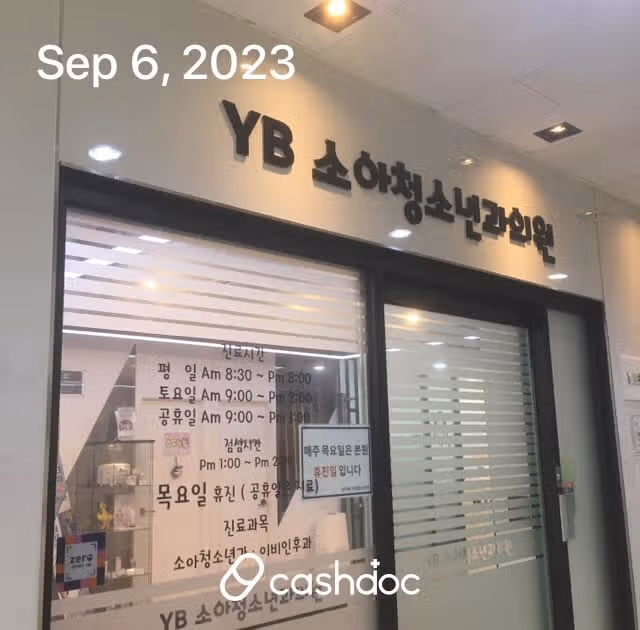 Sep 6, 2023
YB 소아청소년과의원
진료시간
평 일 Am 8:30 ~ Pm 8:00
토요일 Am 9:00 ~ Pm 2:00
공휴일 Am 9:00 ~ Pm 1:00
점심시간
Pm 1:00 ~ Pm 2
매주 목요일은 본원
휴진일 입니다
목요일 휴진 ( 공휴일은 진료)
진료과목
소아청소년과 · 이비인후과
zero
cashdoc
YB 소아청소년과의원